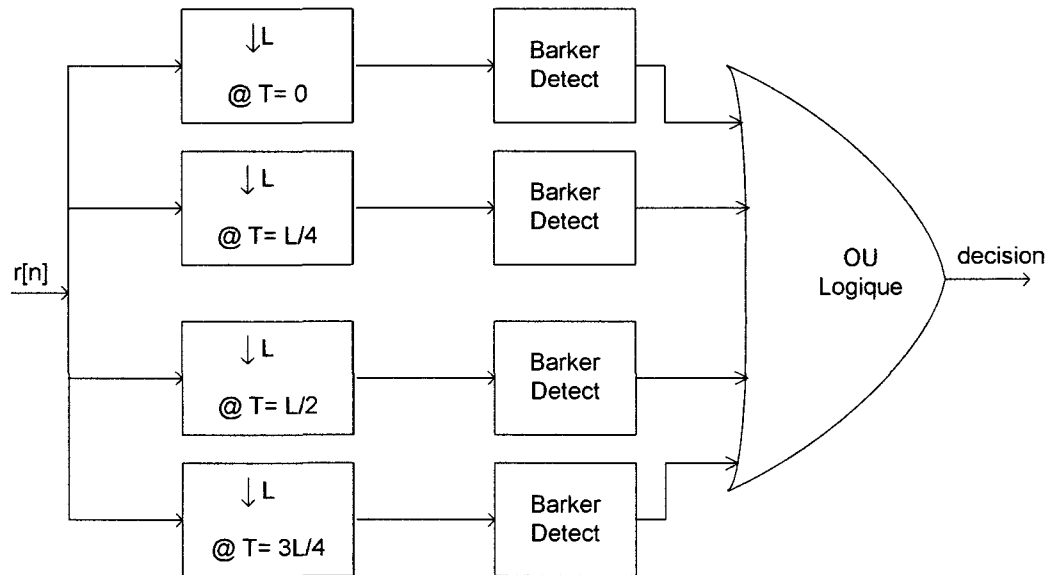 ↓L
@ T= 0
Barker
Detect
↓ L
@ T= L/4
Barker
Detect
r[n]
OU
Logique
decision
↓ L
@ T= L/2
Barker
Detect
↓ L
@ T= 3L/4
Barker
Detect